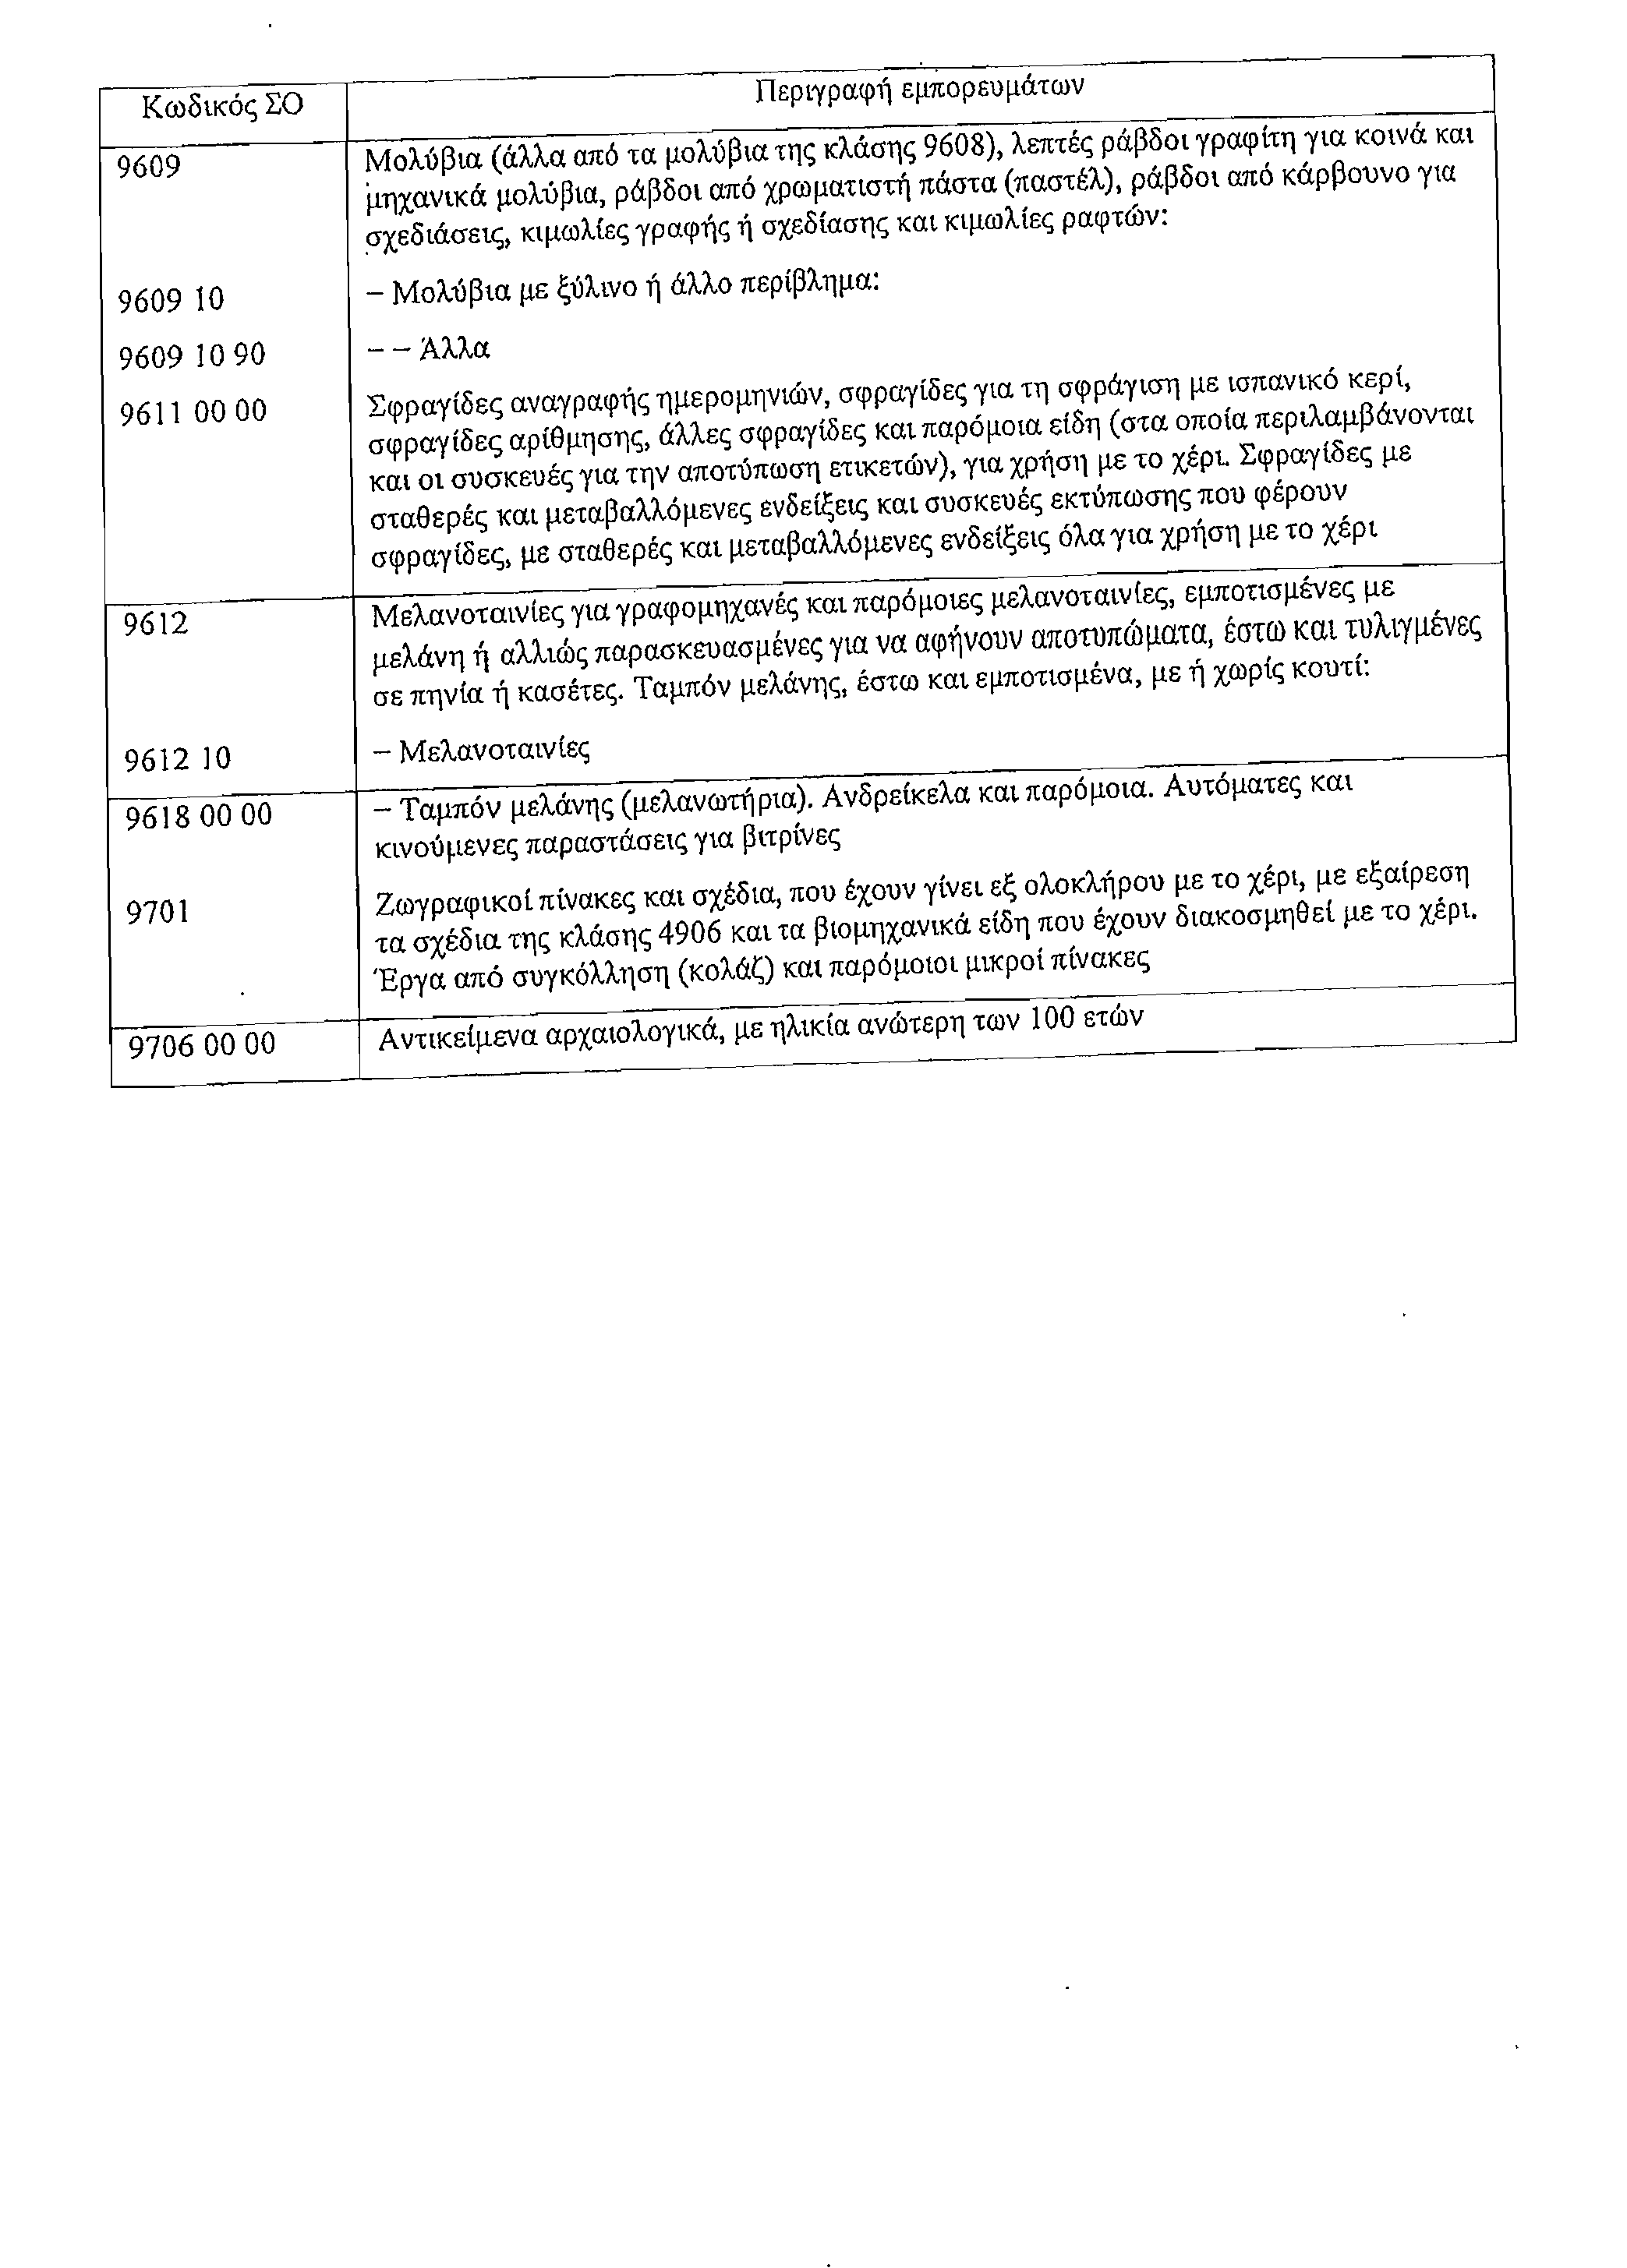 Κωδικός ΣΟ
Περιγραφή εμπορευμάτων
9609
Μολύβια (άλλα από τα μολύβια της κλάσης 9608), λεπτές ράβδοι γραφίτη για κοινά και
μηχανικά μολύβια, ράβδοι από χρωματιστή πάστα (παστέλ), ράβδοι από κάρβουνο για
σχεδιάσεις, κιμωλίες γραφής ή σχεδίασης και κιμωλίες ραφτών:
9609 10
– Μολύβια με ξύλινο ή άλλο περίβλημα:
9609 10 90
– – Άλλα
9611 00 00
Σφραγίδες αναγραφής ημερομηνιών, σφραγίδες για τη σφράγιση με ισπανικό κερί,
σφραγίδες αρίθμησης, άλλες σφραγίδες και παρόμοια είδη (στα οποία περιλαμβάνονται
και οι συσκευές για την αποτύπωση ετικετών), για χρήση με το χέρι. Σφραγίδες με
σταθερές και μεταβαλλόμενες ενδείξεις και συσκευές εκτύπωσης που φέρουν
σφραγίδες, με σταθερές και μεταβαλλόμενες ενδείξεις όλα για χρήση με το χέρι
9612
Μελανοταινίες για γραφομηχανές και παρόμοιες μελανοταινίες, εμποτισμένες με
μελάνη ή αλλιώς παρασκευασμένες για να αφήνουν αποτυπώματα, έστω και τυλιγμένες
σε πηνία ή κασέτες. Ταμπόν μελάνης, έστω και εμποτισμένα, με ή χωρίς κουτί:
9612 10
– Μελανοταινίες
9618 00 00
– Ταμπόν μελάνης (μελανωτήρια). Ανδρείκελα και παρόμοια. Αυτόματες και
κινούμενες παραστάσεις για βιτρίνες
9701
Ζωγραφικοί πίνακες και σχέδια, που έχουν γίνει εξ ολοκλήρου με το χέρι, με εξαίρεση
τα σχέδια της κλάσης 4906 και τα βιομηχανικά είδη που έχουν διακοσμηθεί με το χέρι.
Έργα από συγκόλληση (κολάζ) και παρόμοιοι μικροί πίνακες
9706 00 00
Αντικείμενα αρχαιολογικά, με ηλικία ανώτερη των 100 ετών